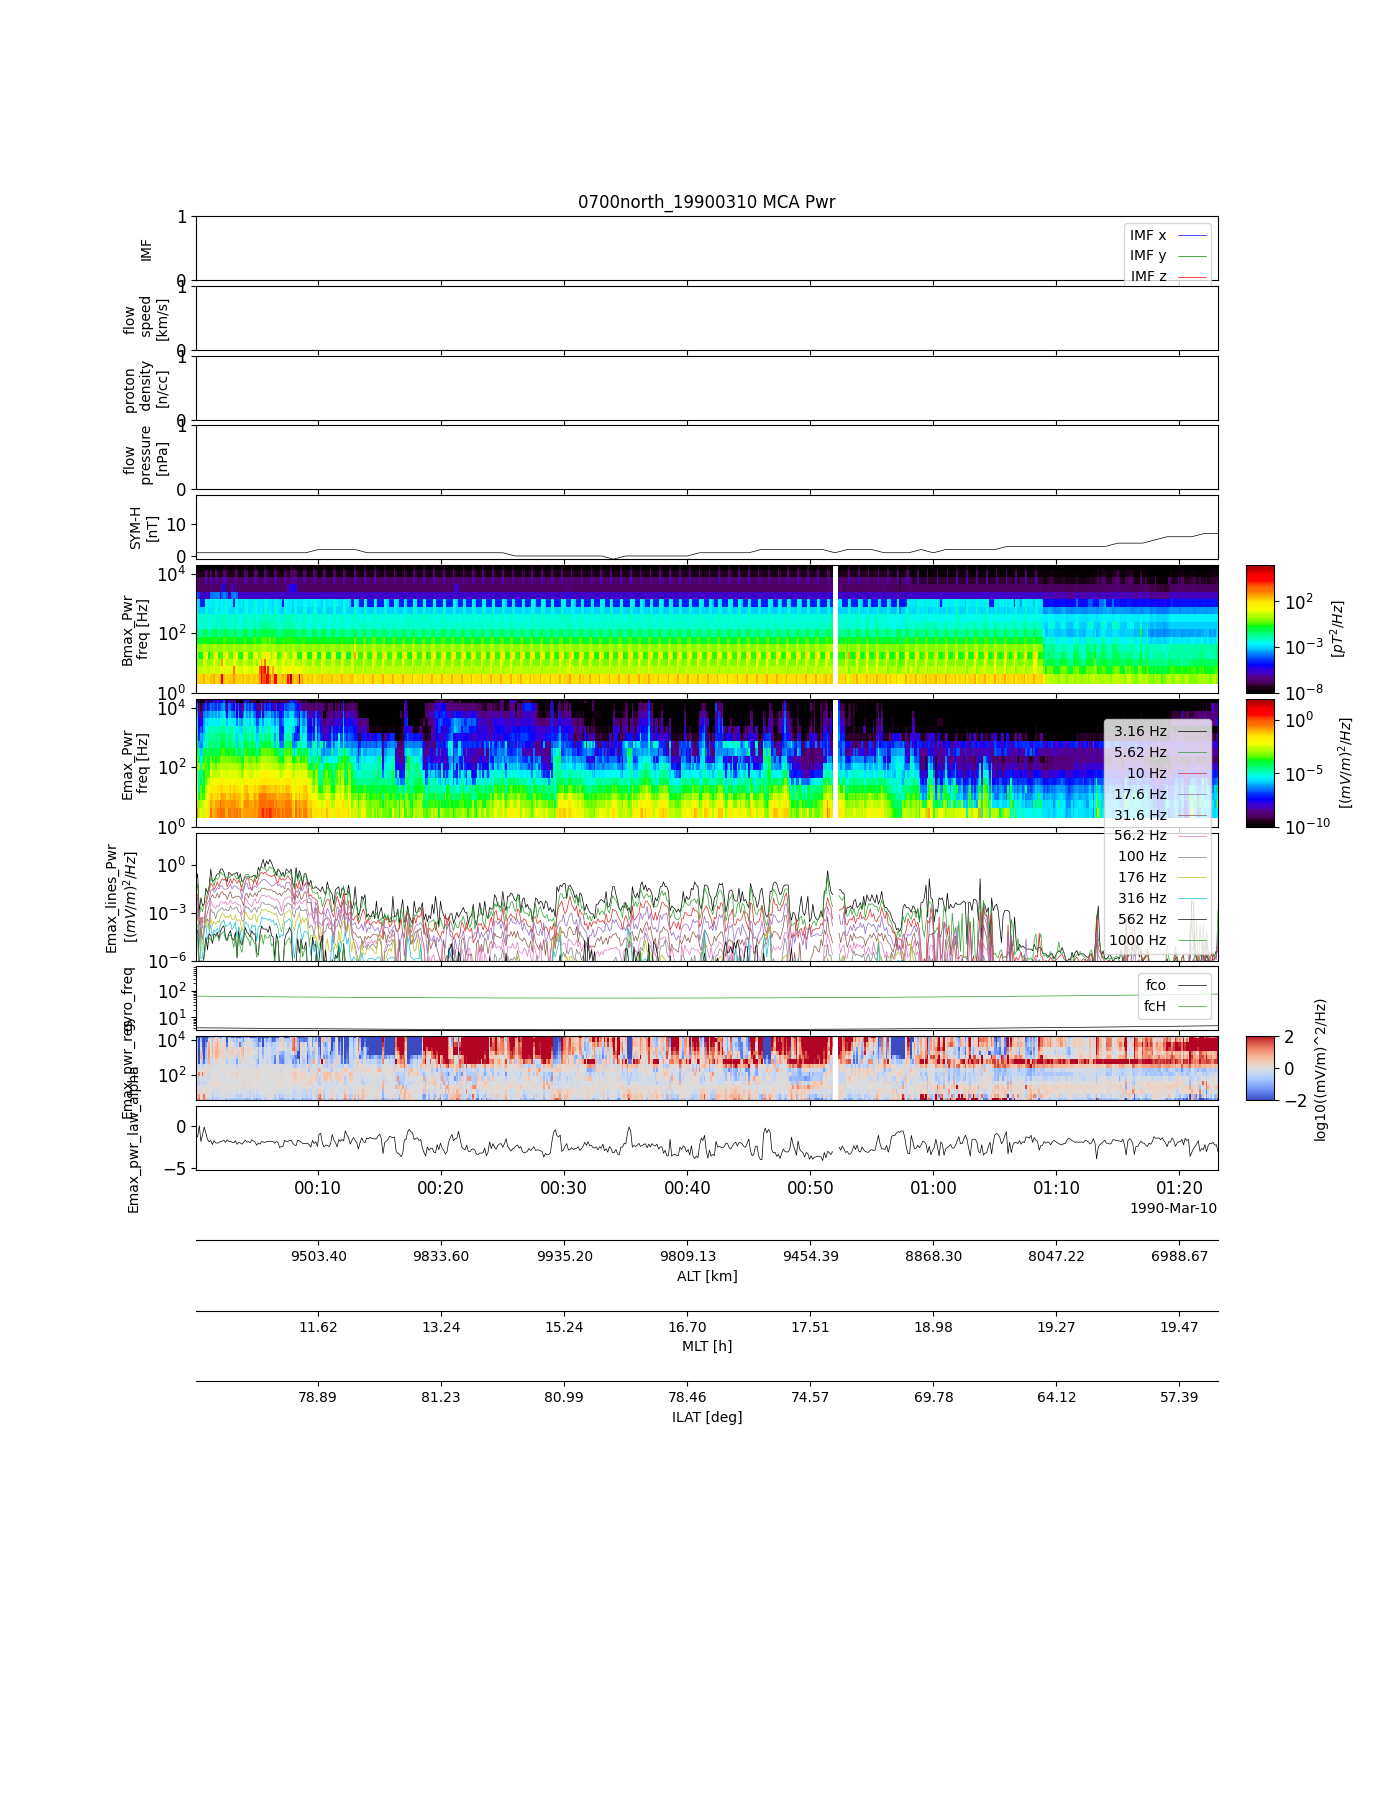 0700north_19900310 MCA Pwr
1
0
IMF
IMF x
IMF y
IMF z
1
0
flow
speed
[km/s]
1
0
proton
density
[n/cc]
1
0
flow
pressure
[nPa]
10
0
SYM-H
[nT]
10^4
10^2
10^0
Bmax_Pwr
freq [Hz]
10^2
10^-3
10^-8
[pT^2/Hz]
10^4
10^2
10^0
Emax_Pwr
freq [Hz]
10^0
10^-5
10^-10
[(mV/m)^2/Hz]
3.16 Hz
5.62 Hz
10 Hz
17.6 Hz
31.6 Hz
56.2 Hz
100 Hz
176 Hz
316 Hz
562 Hz
1000 Hz
10^0
10^-3
10^-6
Emax_lines_Pwr
[(mV/m)^2/Hz]
10^2
10^1
gyro_freq
fco
fcH
10^4
10^2
Emax_pwr_reg
2
0
−2
log10((mV/m)^2/Hz)
0
−5
Emax_pwr_law_alpha
00:10 00:20 00:30 00:40 00:50 01:00 01:10 01:20
1990-Mar-10
9503.40 9833.60 9935.20 9809.13 9454.39 8868.30 8047.22 6988.67
ALT [km]
11.62 13.24 15.24 16.70 17.51 18.98 19.27 19.47
MLT [h]
78.89 81.23 80.99 78.46 74.57 69.78 64.12 57.39
ILAT [deg]